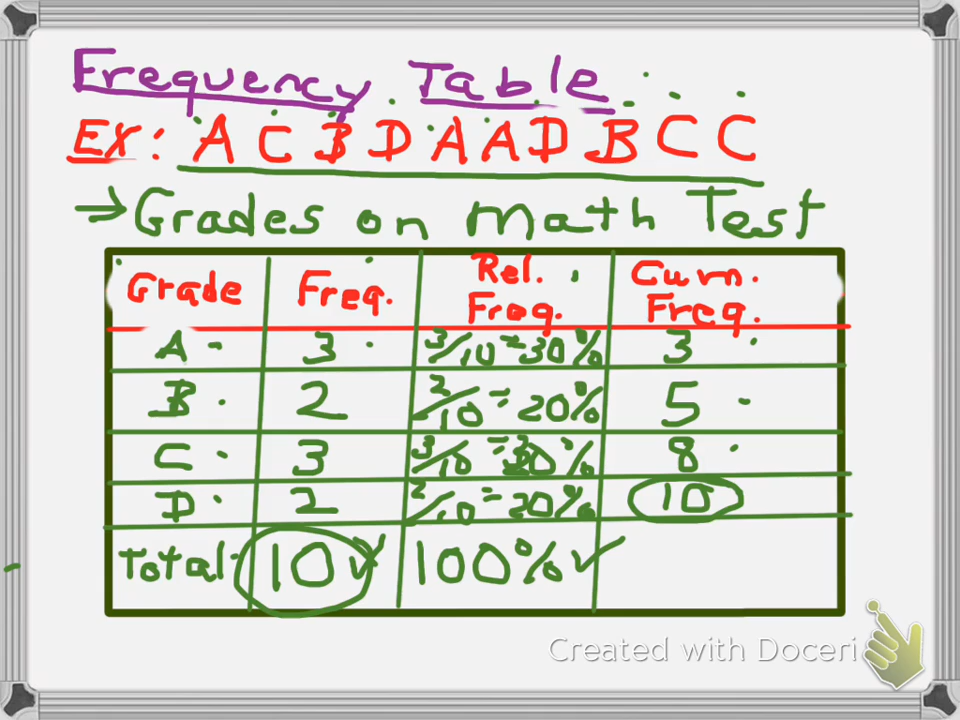 Frequency Table
EX: A C B D A A D B C C
→ Grades on Math Test
Grade Freq. Rel. Freq. Cum. Freq.
A 3 3/10 = 30% 3
B 2 2/10 = 20% 5
C 3 3/10 = 30% 8
D 2 2/10 = 20% 10
Total: 10 ✓ 100% ✓
Created with Doceri